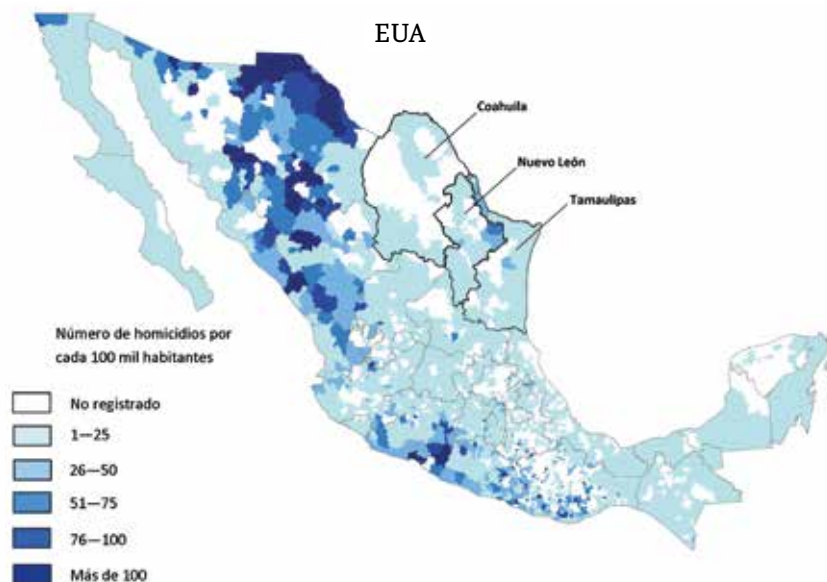 EUA
Coahuila
Nuevo León
Tamaulipas
Número de homicidios por
cada 100 mil habitantes
No registrado
1—25
26—50
51—75
76—100
Más de 100